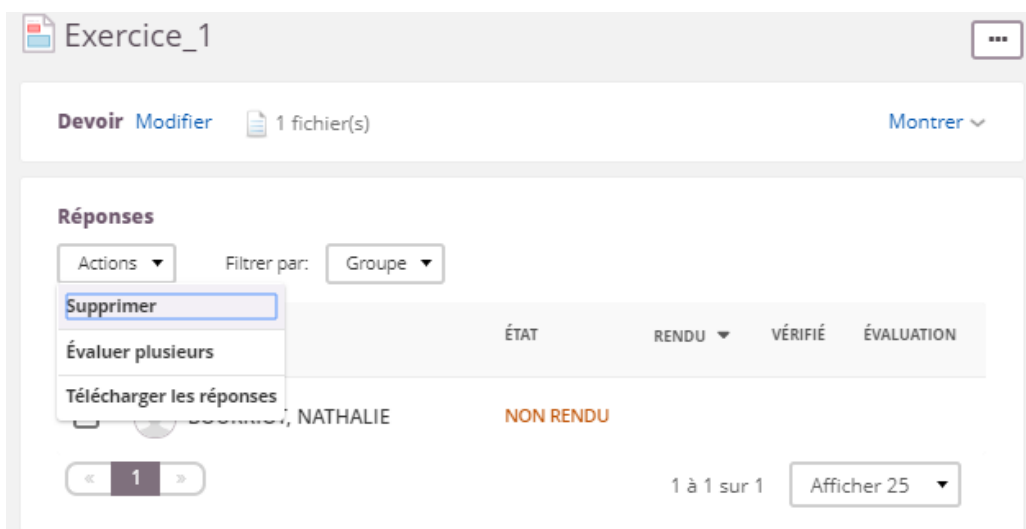 Exercice_1
Devoir Modifier 1 fichier(s) Montrer
Réponses
Actions Filtrer par: Groupe
Supprimer
Évaluer plusieurs
Télécharger les réponses
ÉTAT RENDU VÉRIFIÉ ÉVALUATION
NATHALIE NON RENDU
« 1 » 1 à 1 sur 1 Afficher 25